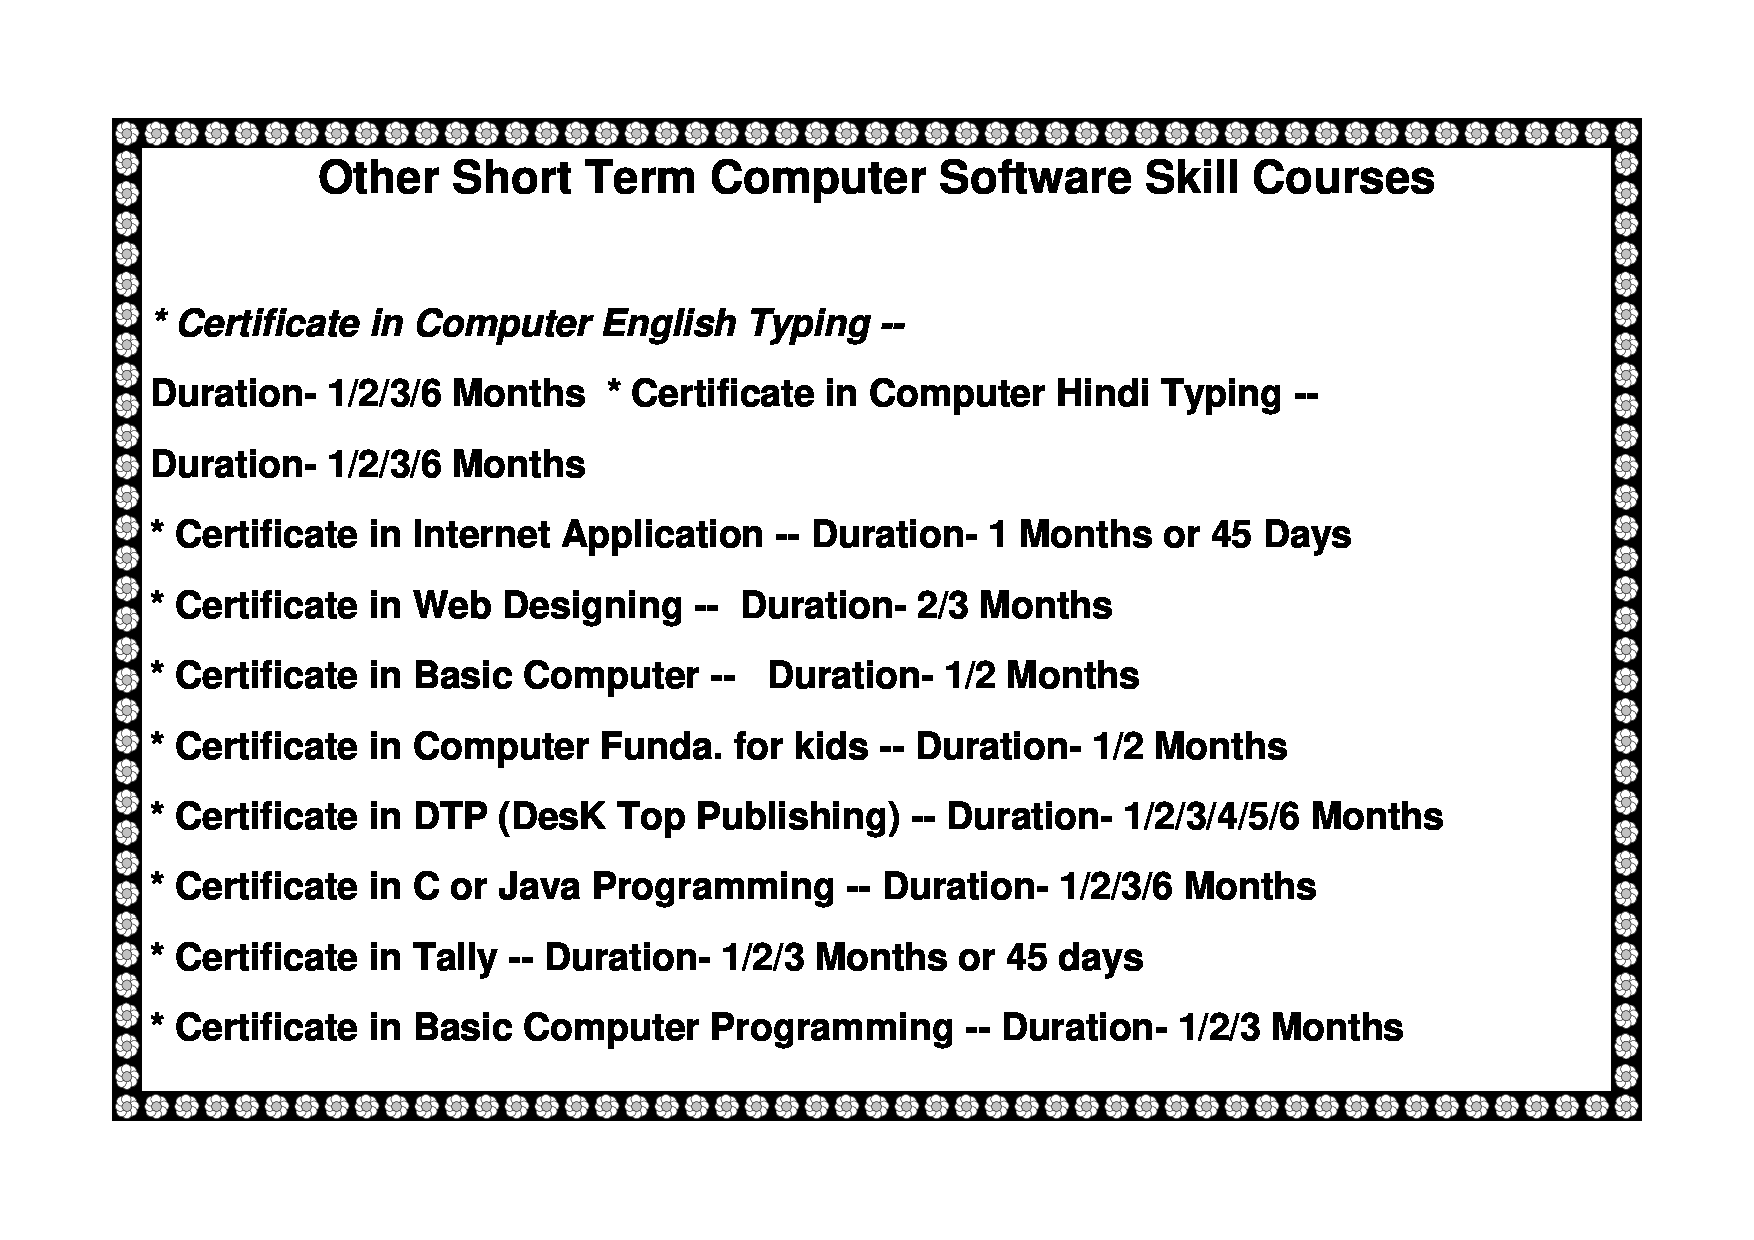 Other Short Term Computer Software Skill Courses
* Certificate in Computer English Typing --
Duration- 1/2/3/6 Months  * Certificate in Computer Hindi Typing --
Duration- 1/2/3/6 Months
* Certificate in Internet Application -- Duration- 1 Months or 45 Days
* Certificate in Web Designing --  Duration- 2/3 Months
* Certificate in Basic Computer --   Duration- 1/2 Months
* Certificate in Computer Funda. for kids -- Duration- 1/2 Months
* Certificate in DTP (DesK Top Publishing) -- Duration- 1/2/3/4/5/6 Months
* Certificate in C or Java Programming -- Duration- 1/2/3/6 Months
* Certificate in Tally -- Duration- 1/2/3 Months or 45 days
* Certificate in Basic Computer Programming -- Duration- 1/2/3 Months